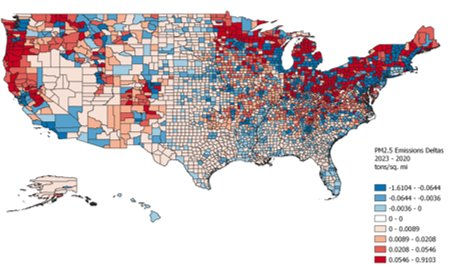 PM2.5 Emissions Deltas
2023 - 2020
tons/sq. mi
-1.6104 - -0.0644
-0.0644 - -0.0036
-0.0036 - 0
0 - 0
0 - 0.0089
0.0089 - 0.0208
0.0208 - 0.0546
0.0546 - 0.9103